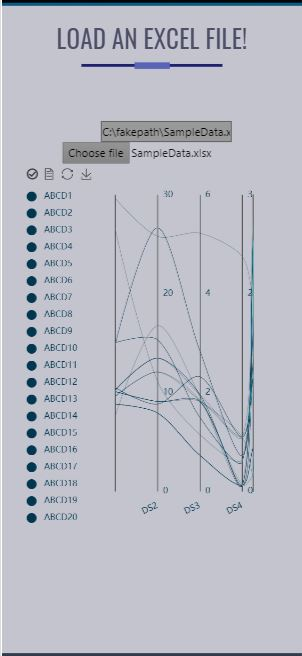 LOAD AN EXCEL FILE!
C:\fakepath\SampleData.x
Choose file SampleData.xlsx
ABCD1
ABCD2
ABCD3
ABCD4
ABCD5
ABCD6
ABCD7
ABCD8
ABCD9
ABCD10
ABCD11
ABCD12
ABCD13
ABCD14
ABCD15
ABCD16
ABCD17
ABCD18
ABCD19
ABCD20
30 6 3
20 4 2
10 2
0 0 0
DS2 DS3 DS4